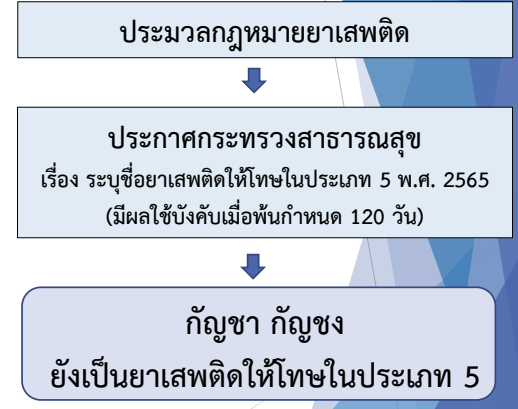 ประมวลกฎหมายยาเสพติด
ประกาศกระทรวงสาธารณสุข
เรื่อง ระบุชื่อยาเสพติดให้โทษในประเภท 5 พ.ศ. 2565
(มีผลใช้บังคับเมื่อพ้นกำหนด 120 วัน)
กัญชา กัญชง
ยังเป็นยาเสพติดให้โทษในประเภท 5